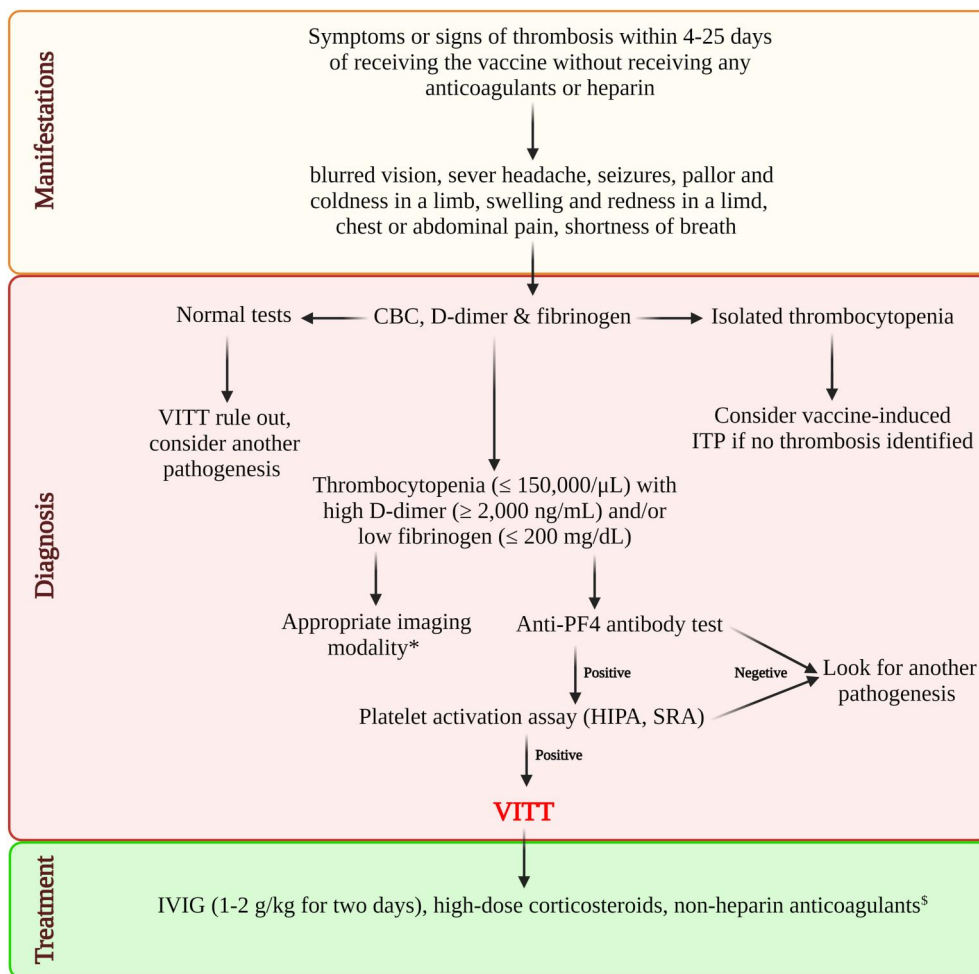 Manifestations
Symptoms or signs of thrombosis within 4-25 days
of receiving the vaccine without receiving any
anticoagulants or heparin
blurred vision, sever headache, seizures, pallor and
coldness in a limb, swelling and redness in a limd,
chest or abdominal pain, shortness of breath
Diagnosis
Normal tests
CBC, D-dimer & fibrinogen
Isolated thrombocytopenia
VITT rule out,
consider another
pathogenesis
Consider vaccine-induced
ITP if no thrombosis identified
Thrombocytopenia (≤ 150,000/μL) with
high D-dimer (≥ 2,000 ng/mL) and/or
low fibrinogen (≤ 200 mg/dL)
Appropriate imaging
modality*
Anti-PF4 antibody test
Positive
Negetive
Look for another
pathogenesis
Platelet activation assay (HIPA, SRA)
Positive
VITT
Treatment
IVIG (1-2 g/kg for two days), high-dose corticosteroids, non-heparin anticoagulants$